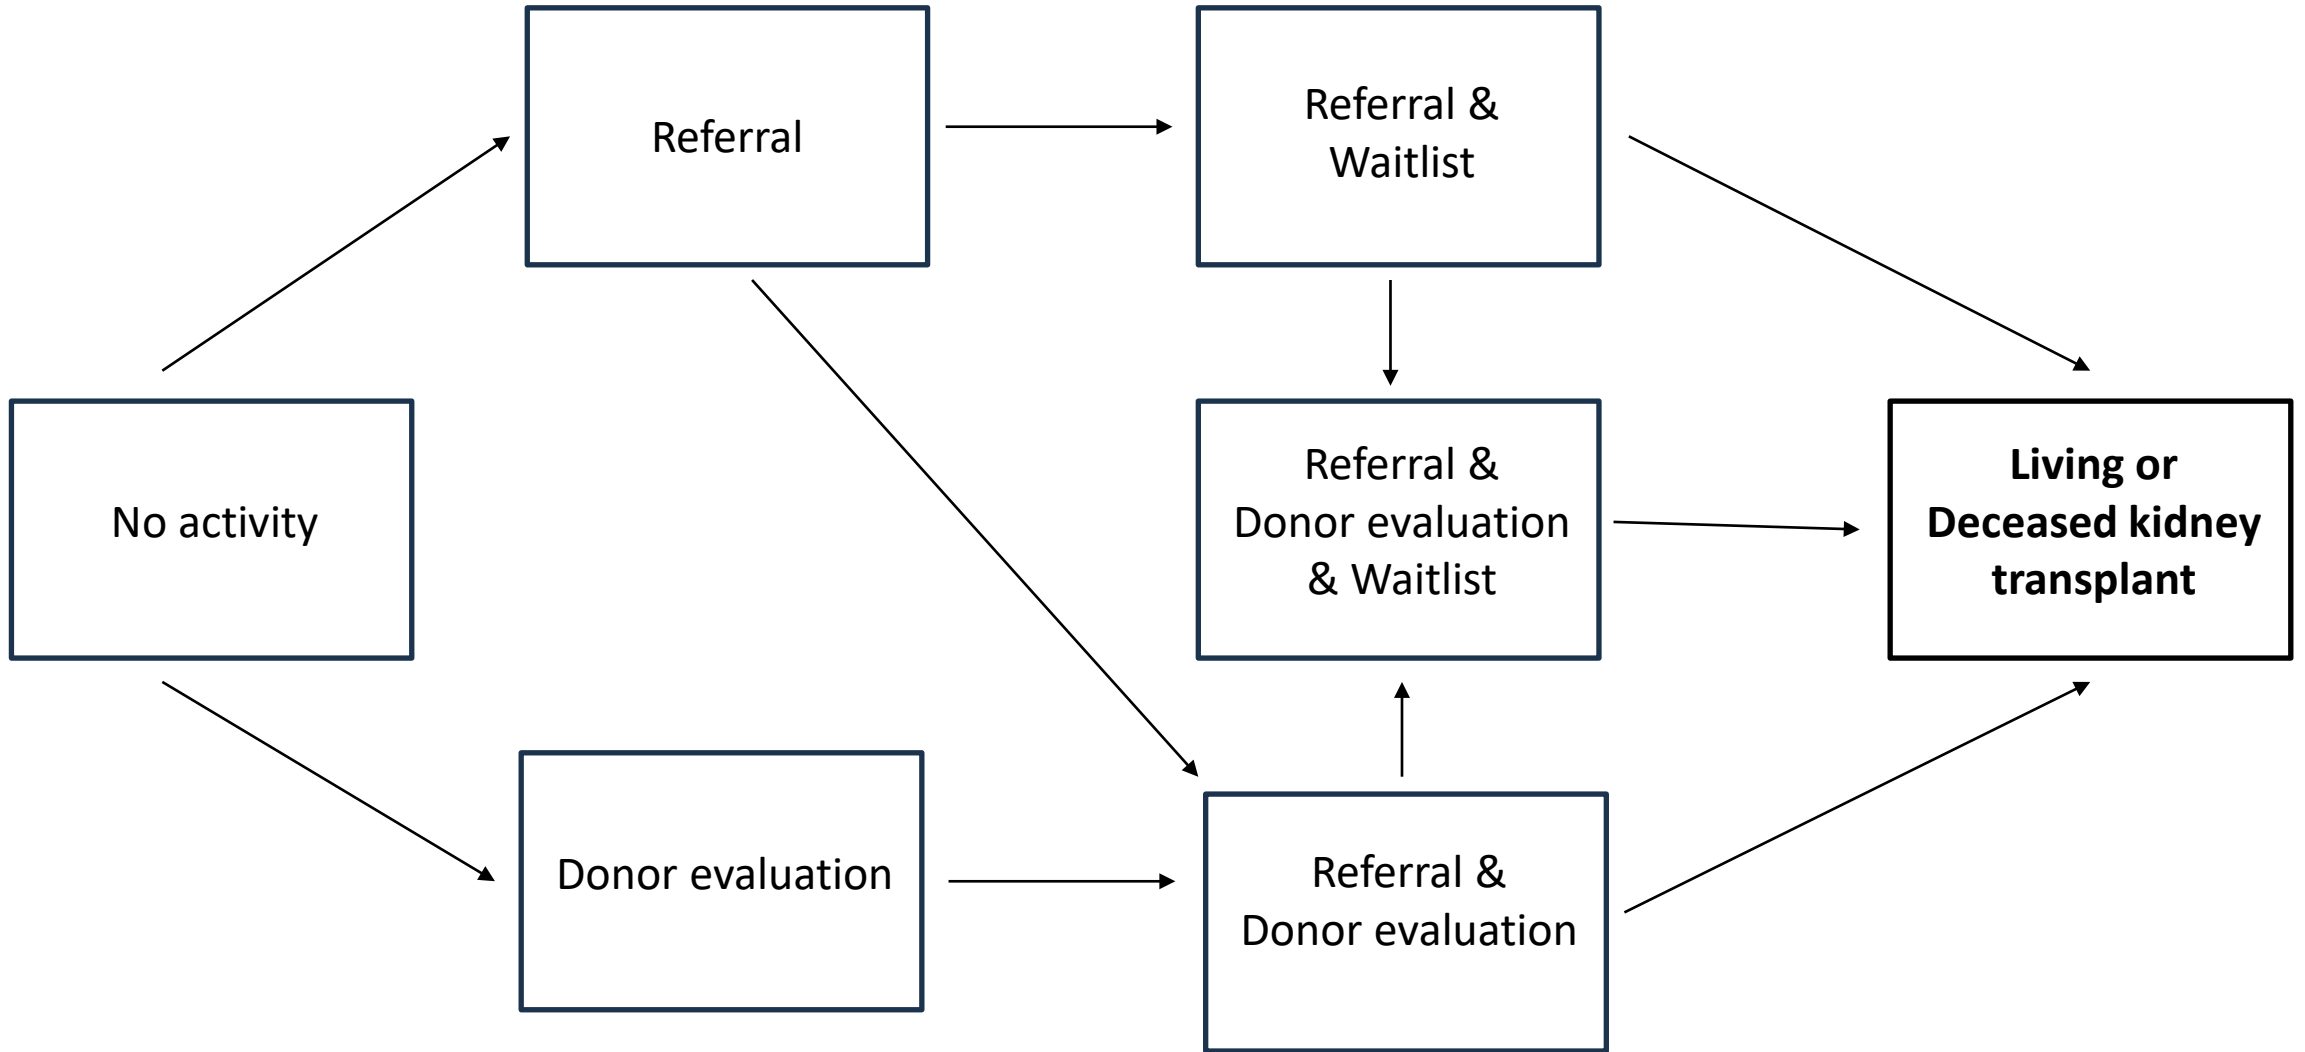 Referral
Referral &
Waitlist
No activity
Referral &
Donor evaluation
& Waitlist
Living or
Deceased kidney
transplant
Donor evaluation
Referral &
Donor evaluation